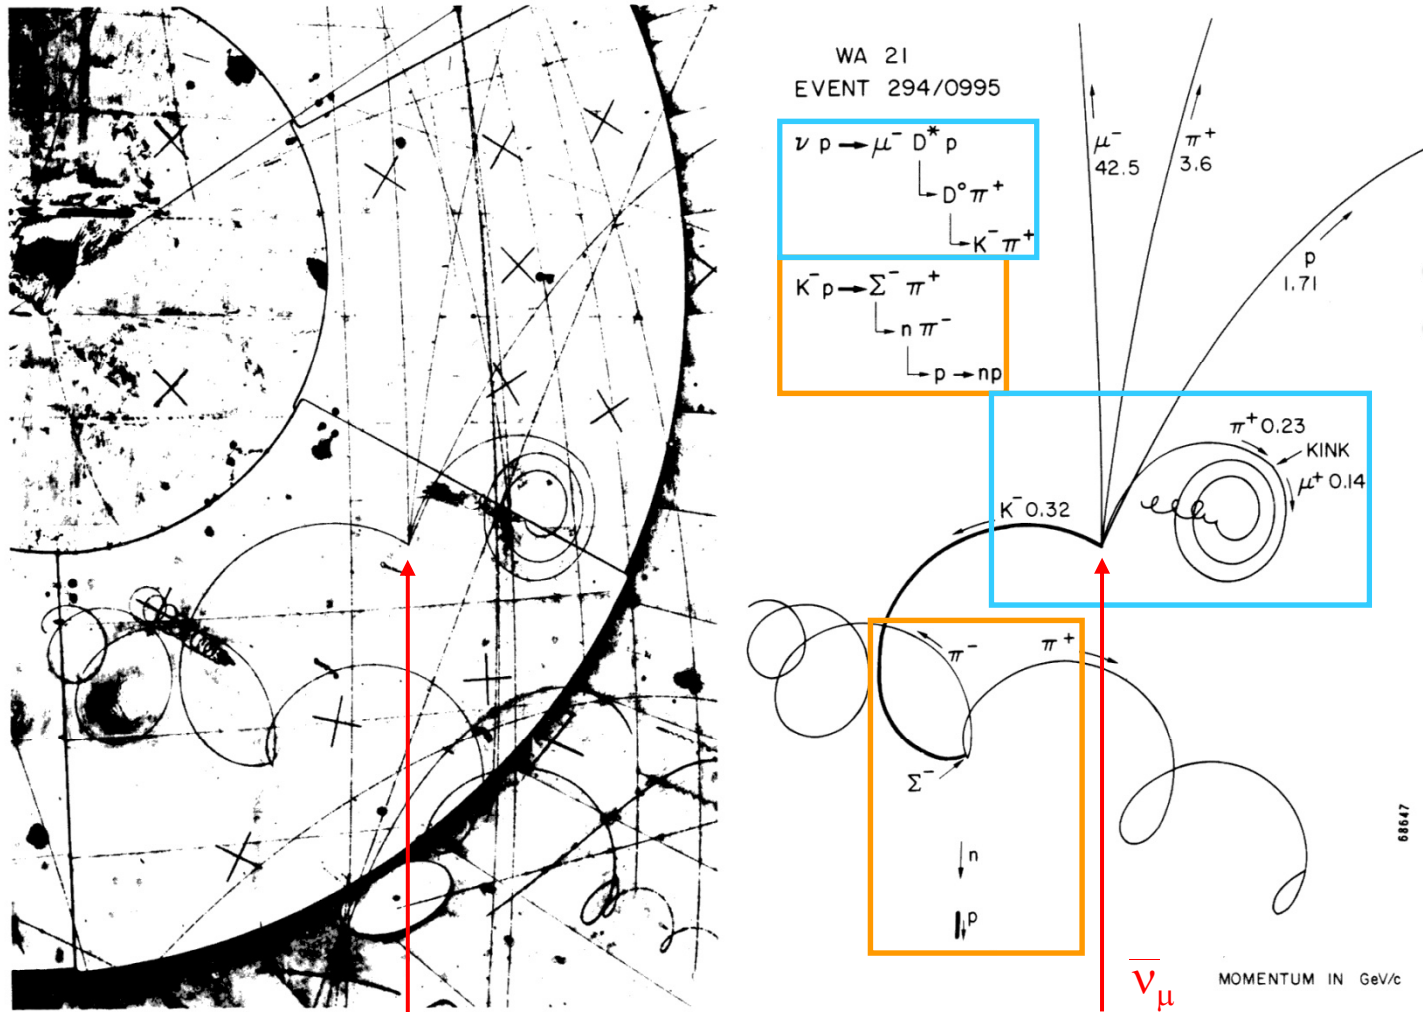 WA 21
EVENT 294/0995
ν p → μ⁻ D* p
D° π⁺
K⁻ π⁺
K⁻ p → Σ⁻ π⁺
n π⁻
p → np
μ⁻
42.5
π⁺
3.6
p
1.71
π⁺ 0.23
KINK
μ⁺ 0.14
K⁻ 0.32
π⁻
π⁺
Σ⁻
n
p
68647
ν̅μ
MOMENTUM IN GeV/c